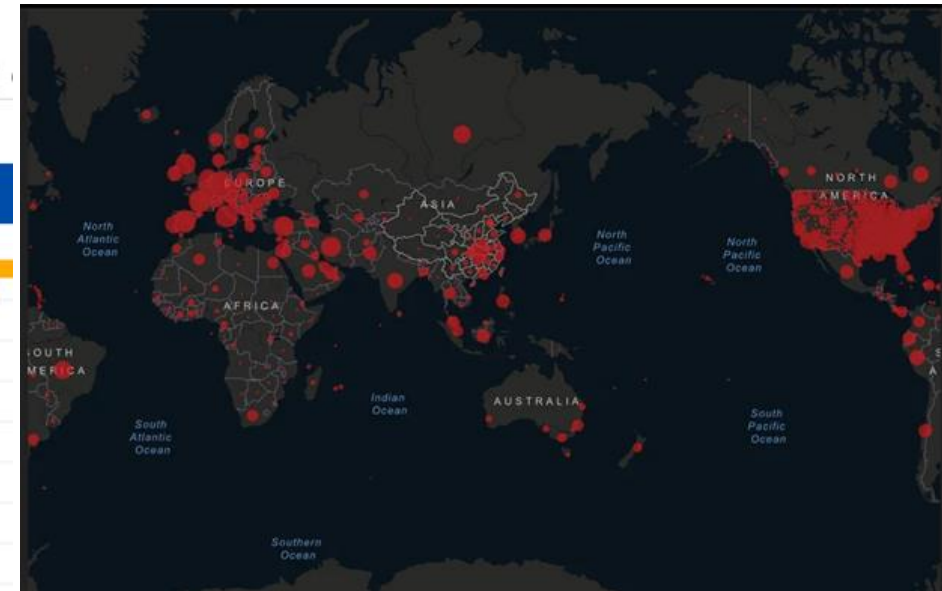 NORTH
AMERICA
EUROPE
ASIA
North
Atlantic
Ocean
North
Pacific
Ocean
North
Pacific
Ocean
AFRICA
SOUTH
AMERICA
Indian
Ocean
AUSTRALIA
South
Atlantic
Ocean
South
Pacific
Ocean
S
A
Southern
Ocean